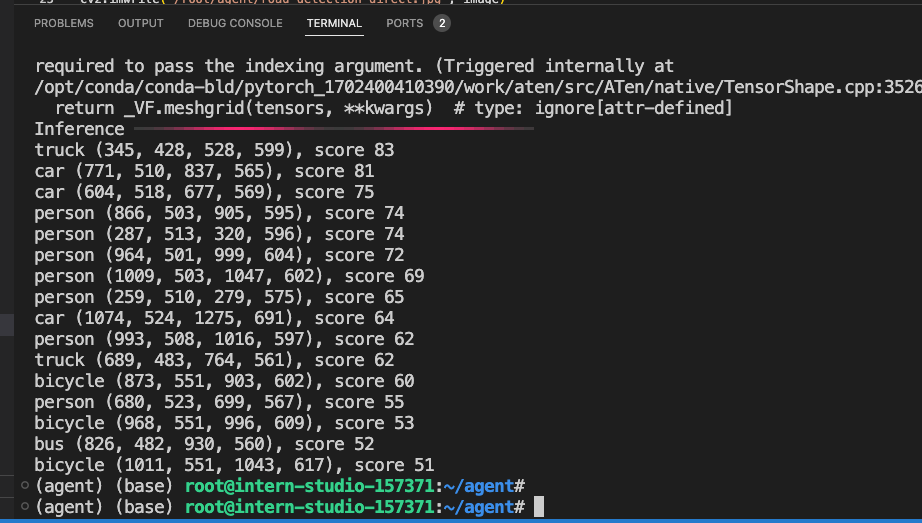 25 cv2.imwrite("/root/agent/road_detection_direct.jpg", image)
PROBLEMS OUTPUT DEBUG CONSOLE TERMINAL PORTS 2
required to pass the indexing argument. (Triggered internally at
/opt/conda/conda-bld/pytorch_1702400410390/work/aten/src/ATen/native/TensorShape.cpp:3526
return _VF.meshgrid(tensors, **kwargs)  # type: ignore[attr-defined]
Inference
truck (345, 428, 528, 599), score 83
car (771, 510, 837, 565), score 81
car (604, 518, 677, 569), score 75
person (866, 503, 905, 595), score 74
person (287, 513, 320, 596), score 74
person (964, 501, 999, 604), score 72
person (1009, 503, 1047, 602), score 69
person (259, 510, 279, 575), score 65
car (1074, 524, 1275, 691), score 64
person (993, 508, 1016, 597), score 62
truck (689, 483, 764, 561), score 62
bicycle (873, 551, 903, 602), score 60
person (680, 523, 699, 567), score 55
bicycle (968, 551, 996, 609), score 53
bus (826, 482, 930, 560), score 52
bicycle (1011, 551, 1043, 617), score 51
(agent) (base) root@intern-studio-157371:~/agent#
(agent) (base) root@intern-studio-157371:~/agent#